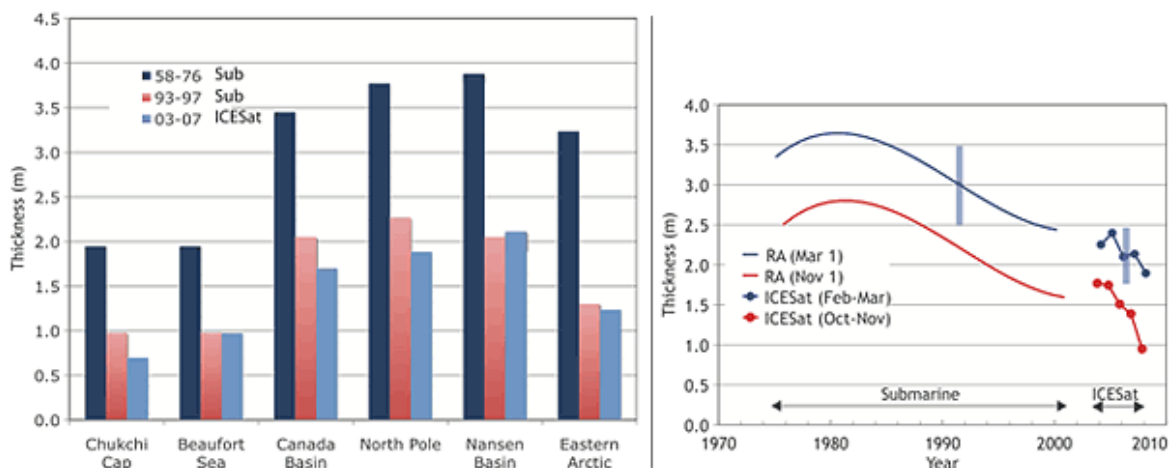 4.5
4.0
3.5
3.0
2.5
2.0
1.5
1.0
0.5
0.0
Thickness (m)
58-76 Sub
93-97 Sub
03-07 ICESat
Chukchi Cap
Beaufort Sea
Canada Basin
North Pole
Nansen Basin
Eastern Arctic
4.0
3.5
3.0
2.5
2.0
1.5
1.0
0.5
0.0
Thickness (m)
RA (Mar 1)
RA (Nov 1)
ICESat (Feb-Mar)
ICESat (Oct-Nov)
Submarine
ICESat
1970
1980
1990
2000
2010
Year